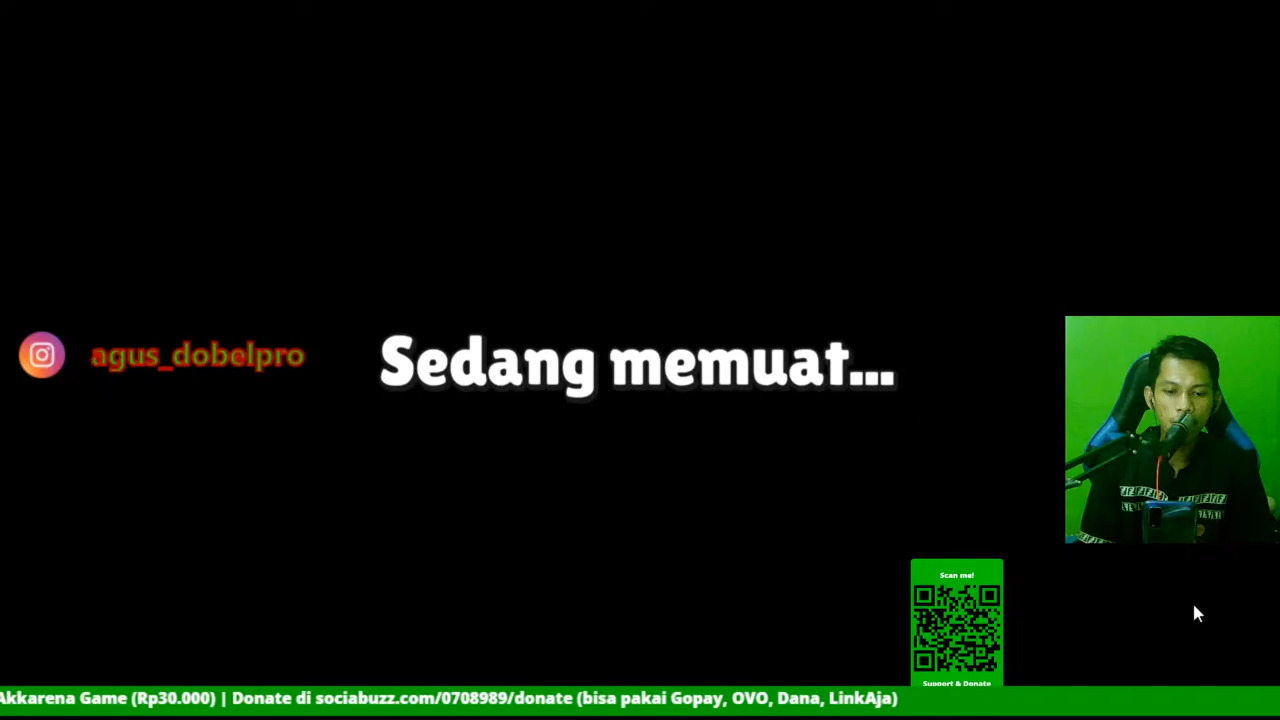 agus_dobelpro
Sedang memuat...
Scan me!
Support & Donate
Akkarena Game (Rp30.000) | Donate di sociabuzz.com/0708989/donate (bisa pakai Gopay, OVO, Dana, LinkAja)